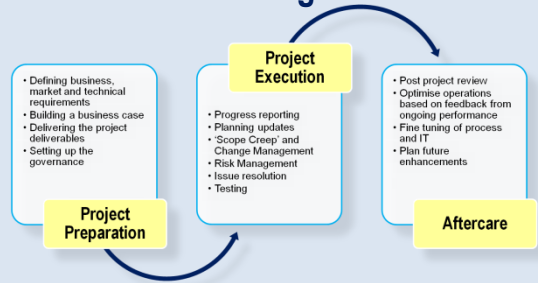 • Defining business,
market and technical
requirements
• Building a business case
• Delivering the project
deliverables
• Setting up the
governance
Project
Preparation
Project
Execution
• Progress reporting
• Planning updates
• 'Scope Creep' and
Change Management
• Risk Management
• Issue resolution
• Testing
• Post project review
• Optimise operations
based on feedback from
ongoing performance
• Fine tuning of process
and IT
• Plan future
enhancements
Aftercare